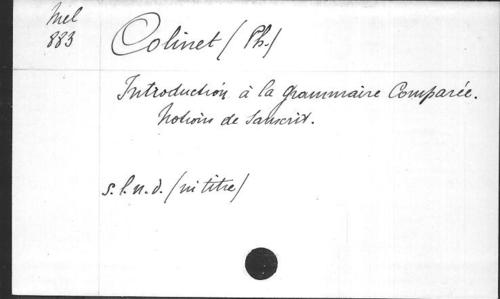 Mel
883
Colinet (Ph.)
Introduction à la grammaire Comparée.
Notions de Sanscrit.
s.l.n.d. (ni titre)